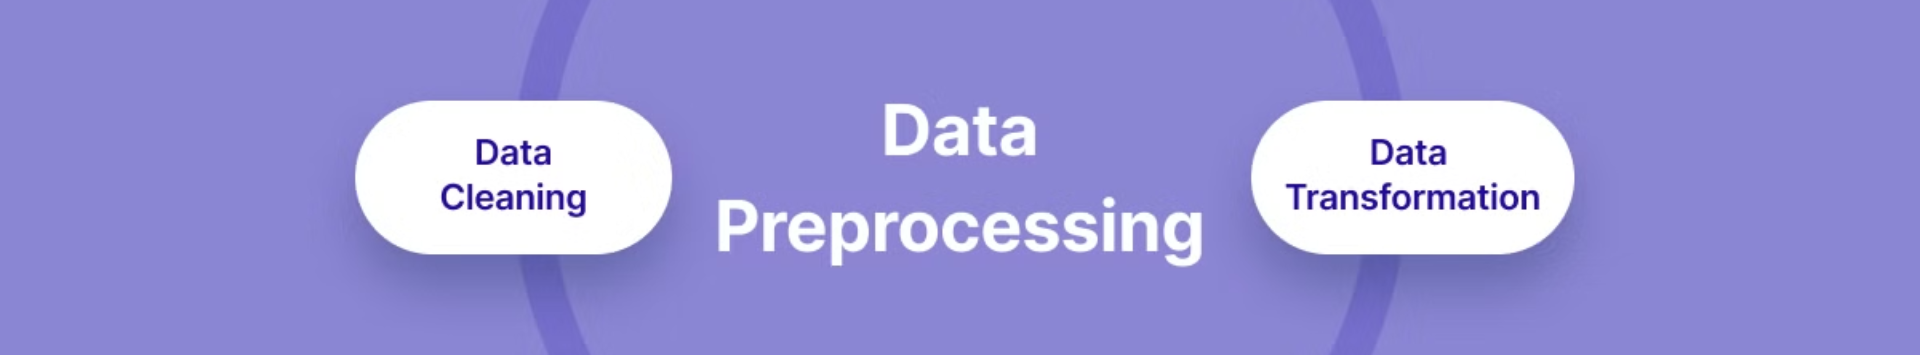 Data
Cleaning
Data
Preprocessing
Data
Transformation